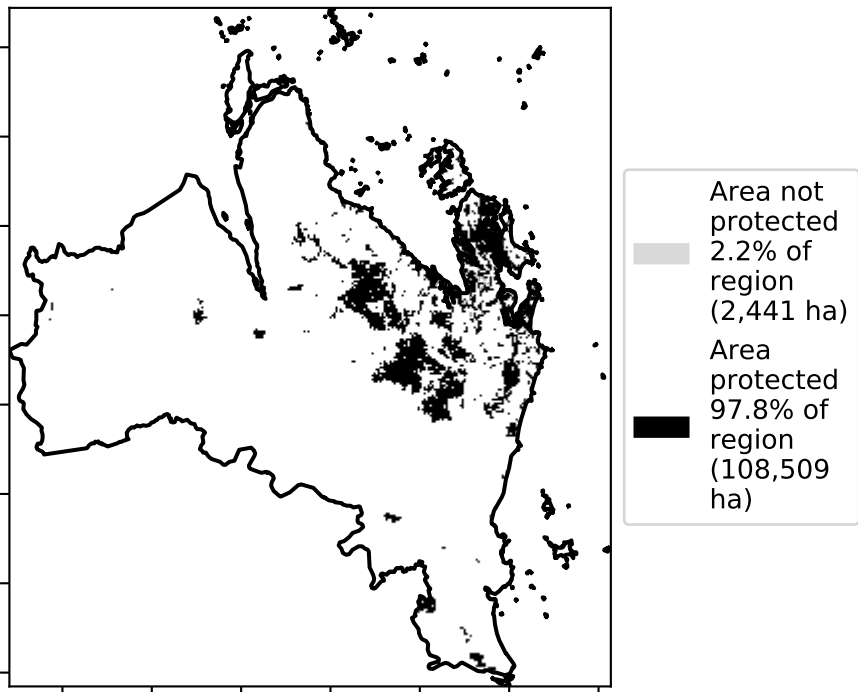 Area not
protected
2.2% of
region
(2,441 ha)
Area
protected
97.8% of
region
(108,509
ha)